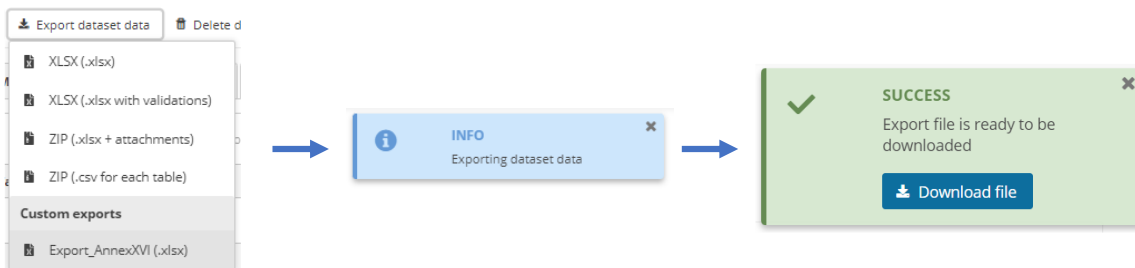 Export dataset data
Delete d
XLSX (.xlsx)
XLSX (.xlsx with validations)
ZIP (.xlsx + attachments)
ZIP (.csv for each table)
Custom exports
Export_AnnexXVI (.xlsx)
INFO
Exporting dataset data
SUCCESS
Export file is ready to be
downloaded
Download file